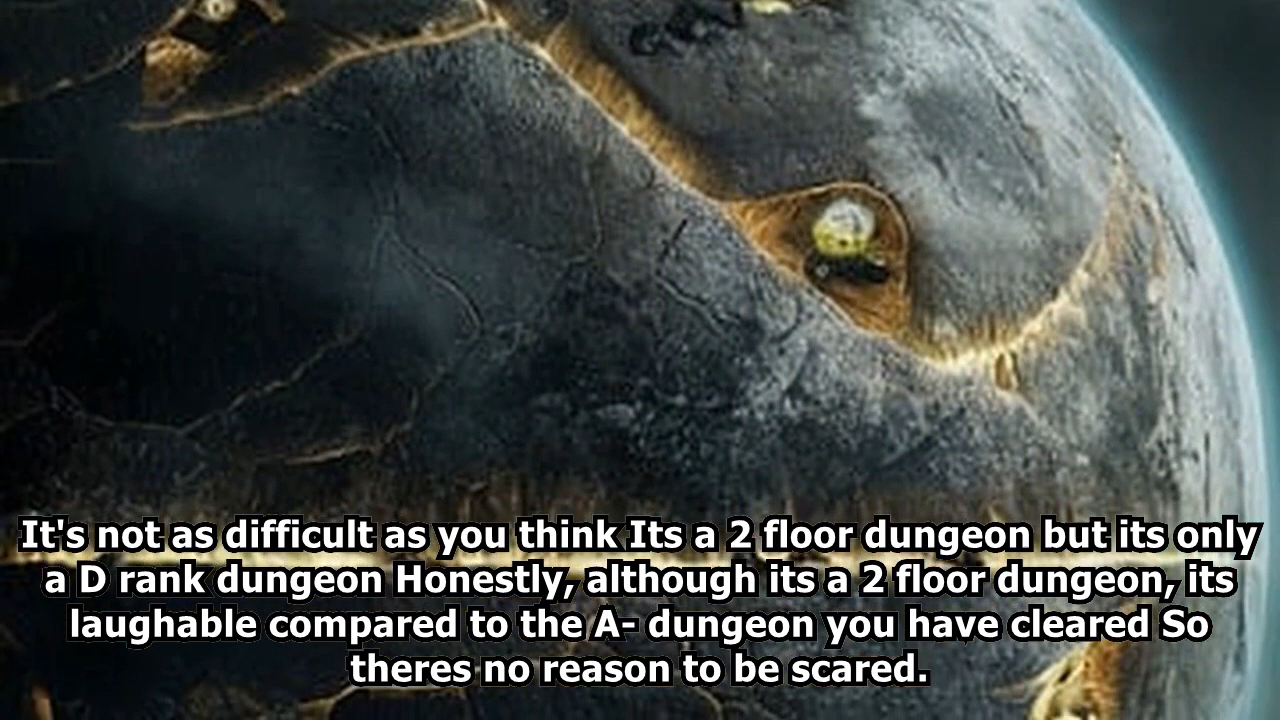 It's not as difficult as you think Its a 2 floor dungeon but its only
a D rank dungeon Honestly, although its a 2 floor dungeon, its
laughable compared to the A- dungeon you have cleared So
theres no reason to be scared.